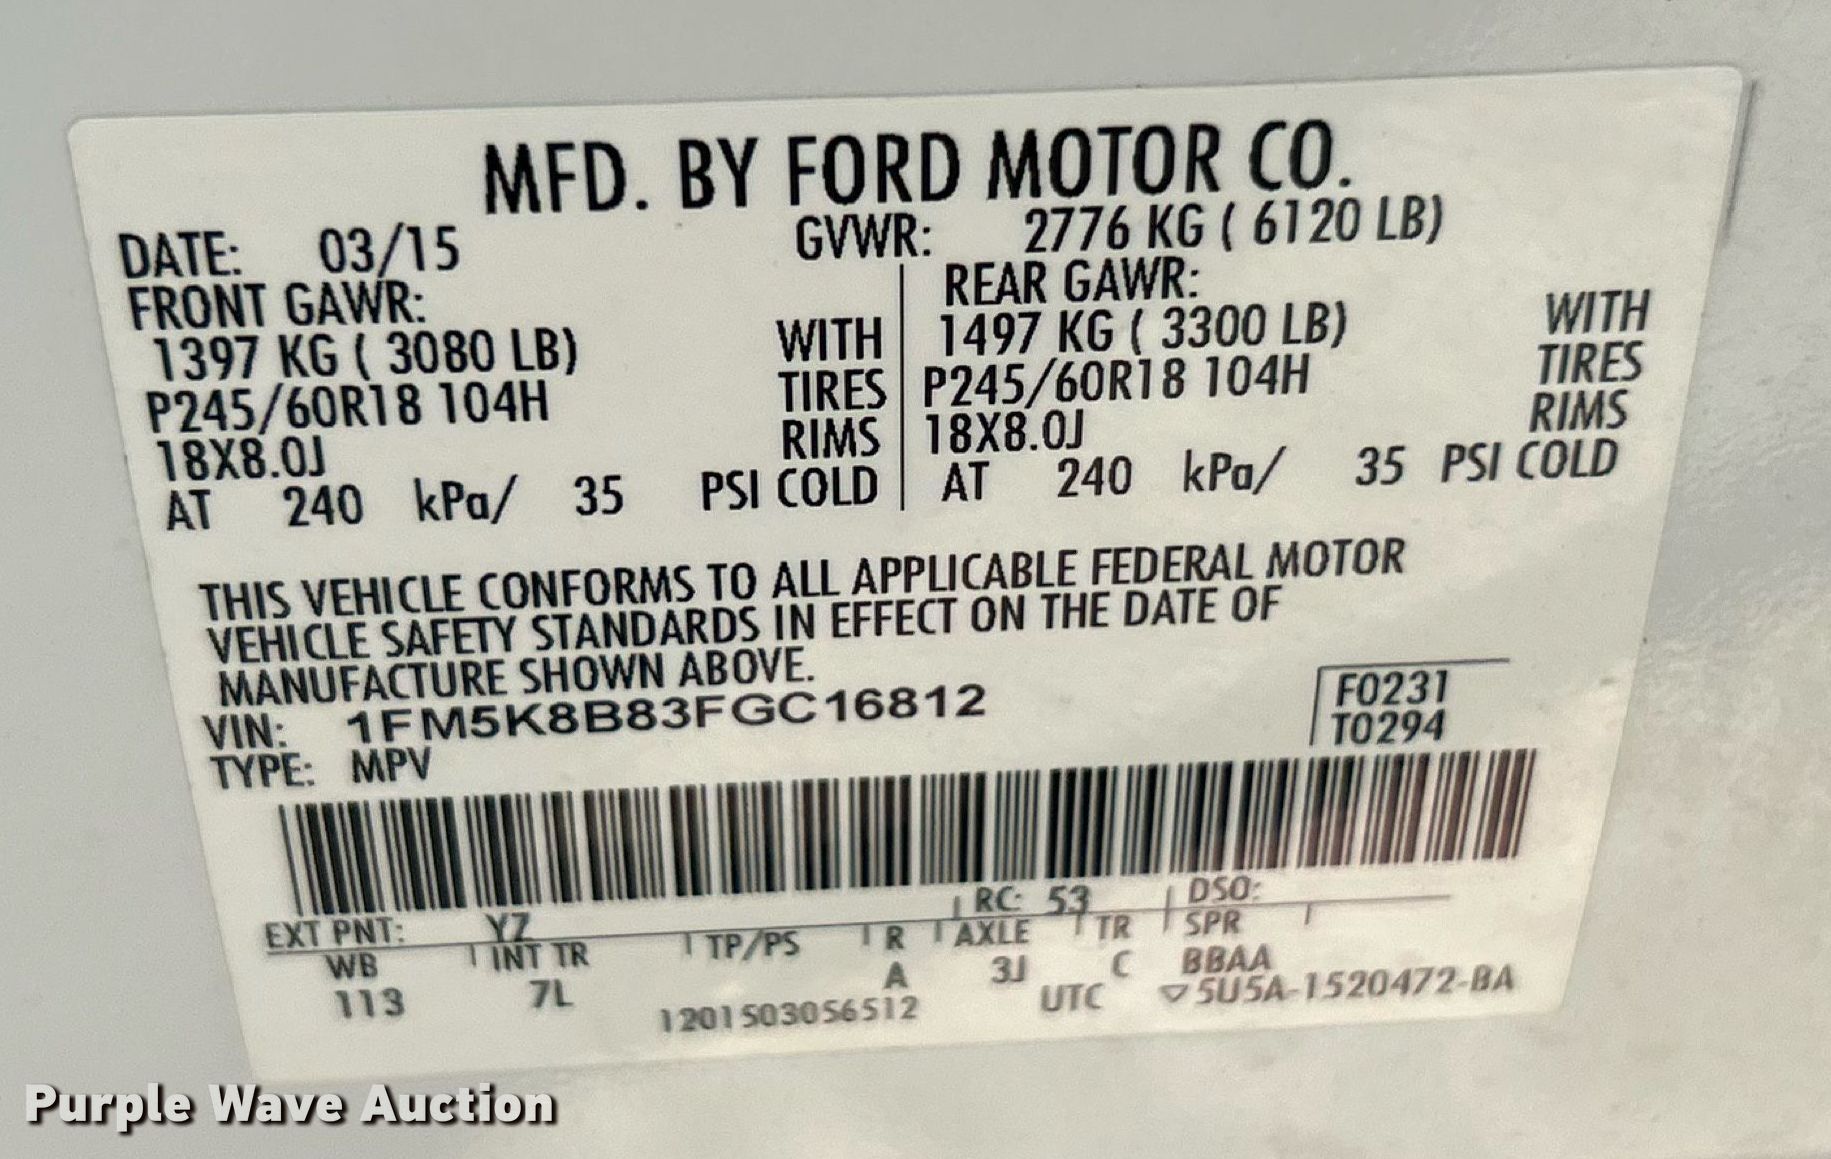 MFD. BY FORD MOTOR CO.
DATE: 03/15 GVWR: 2776 KG ( 6120 LB)
FRONT GAWR: REAR GAWR:
1397 KG ( 3080 LB) WITH 1497 KG ( 3300 LB) WITH
P245/60R18 104H TIRES P245/60R18 104H TIRES
18X8.0J RIMS 18X8.0J RIMS
AT 240 kPa/ 35 PSI COLD AT 240 kPa/ 35 PSI COLD
THIS VEHICLE CONFORMS TO ALL APPLICABLE FEDERAL MOTOR
VEHICLE SAFETY STANDARDS IN EFFECT ON THE DATE OF
MANUFACTURE SHOWN ABOVE.
VIN: 1FM5K8B83FGC16812 F0231
TYPE: MPV T0294
EXT PNT: YZ RC: 53 DSO:
WB INT TR TP/PS R AXLE TR SPR
113 7L A 3J C BBAA
1201503056512 UTC ▽5U5A-1520472-BA
Purple Wave Auction